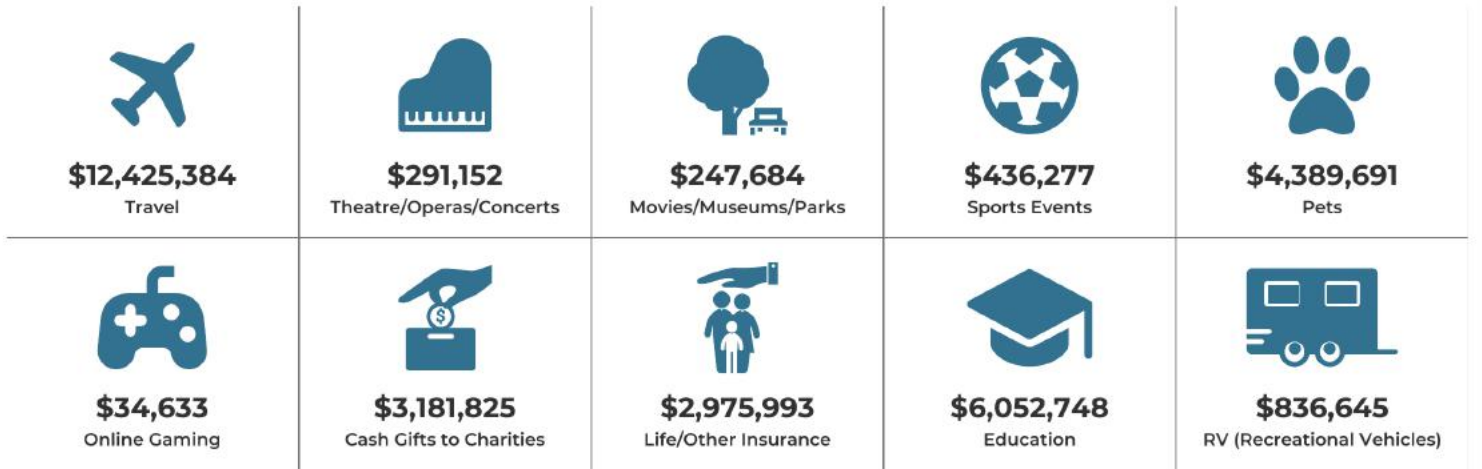 $12,425,384
Travel
$291,152
Theatre/Operas/Concerts
$247,684
Movies/Museums/Parks
$436,277
Sports Events
$4,389,691
Pets
$34,633
Online Gaming
$
$3,181,825
Cash Gifts to Charities
$2,975,993
Life/Other Insurance
$6,052,748
Education
$836,645
RV (Recreational Vehicles)